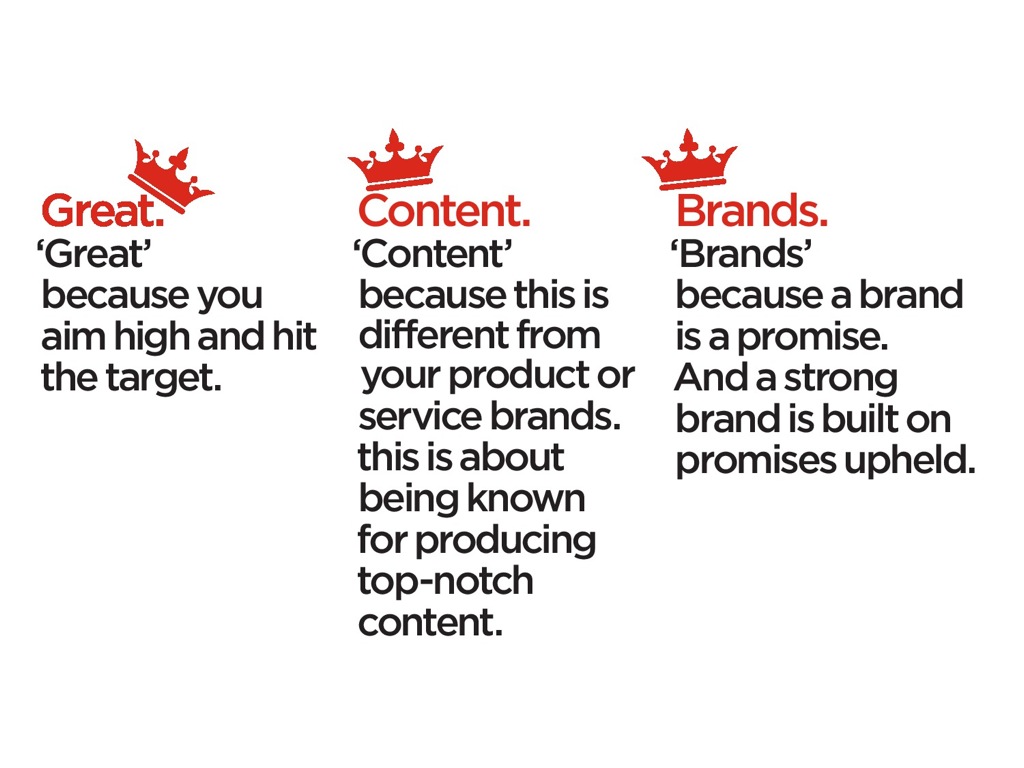 Great.
‘Great’
because you
aim high and hit
the target.
Content.
‘Content’
because this is
different from
your product or
service brands.
this is about
being known
for producing
top-notch
content.
Brands.
‘Brands’
because a brand
is a promise.
And a strong
brand is built on
promises upheld.